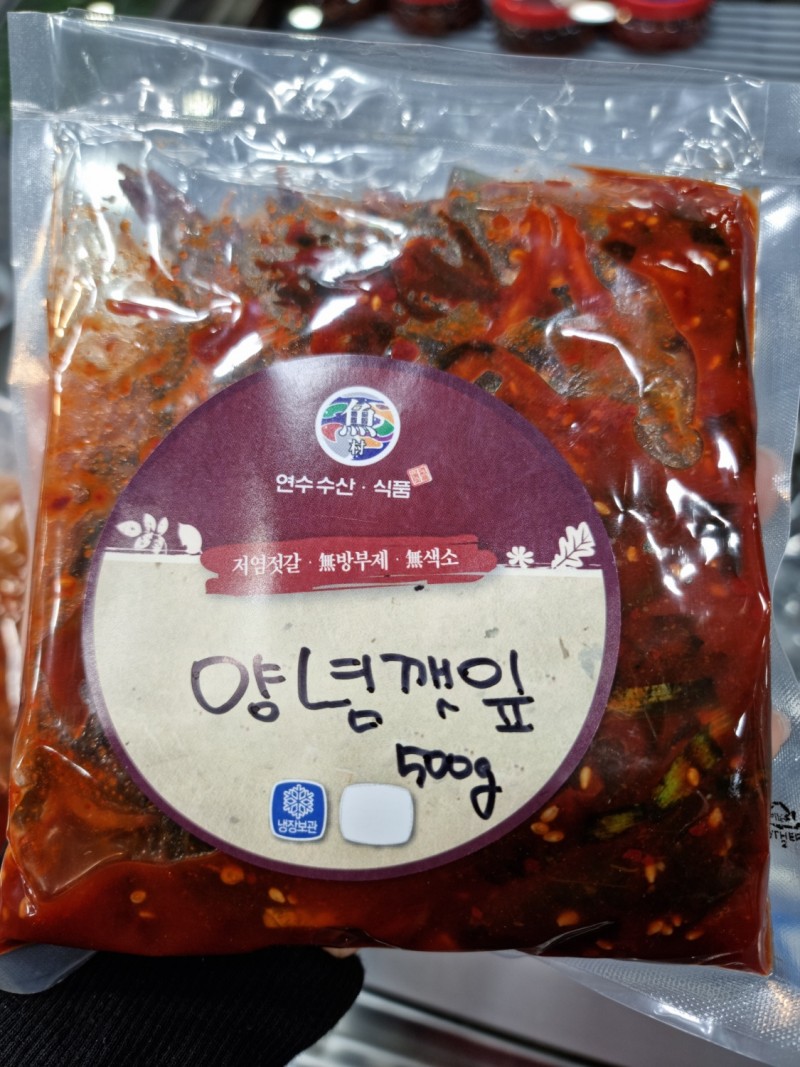 魚
村
연수 수산 · 식품
저염젓갈 · 無방부제 · 無색소
양념깻잎
500g
냉장보관